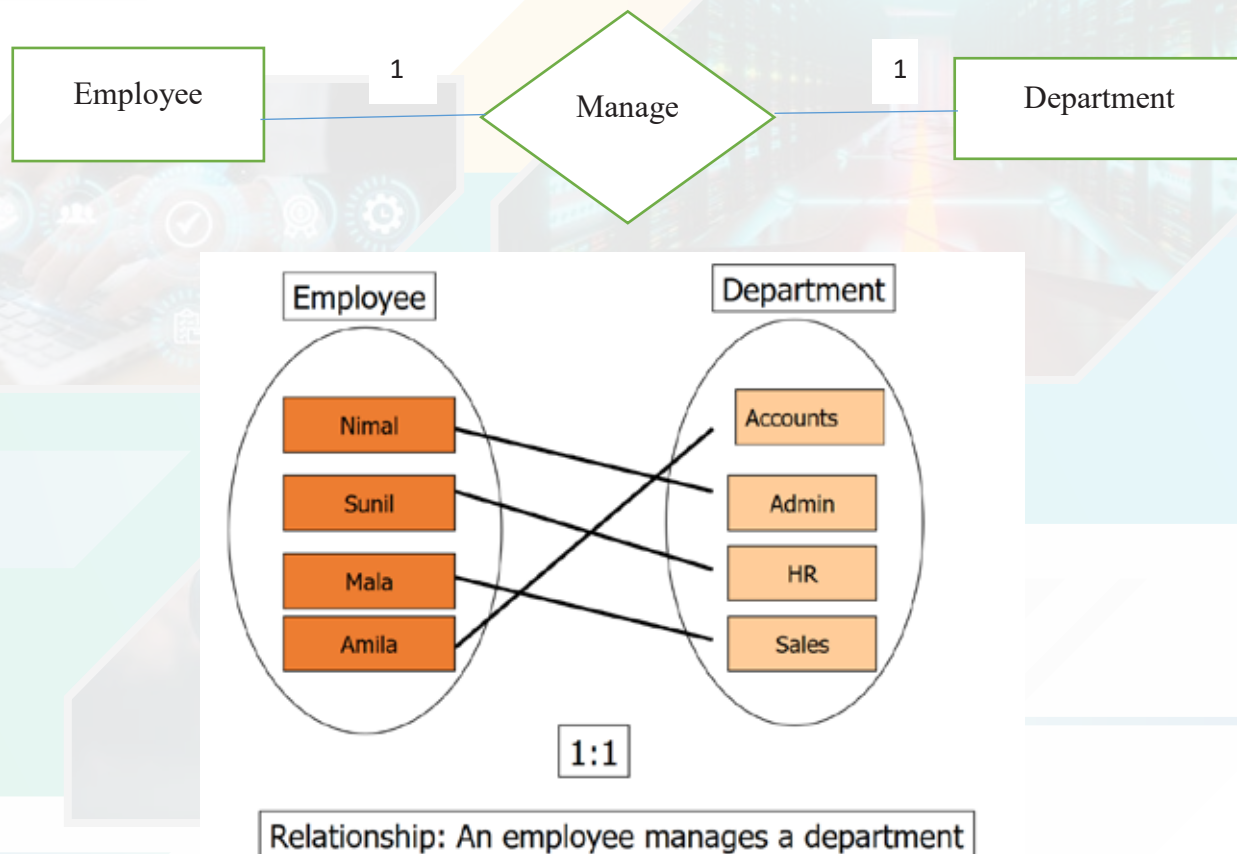 Employee 1 Manage 1 Department
Employee Department
Nimal Accounts
Sunil Admin
Mala HR
Amila Sales
1:1
Relationship: An employee manages a department